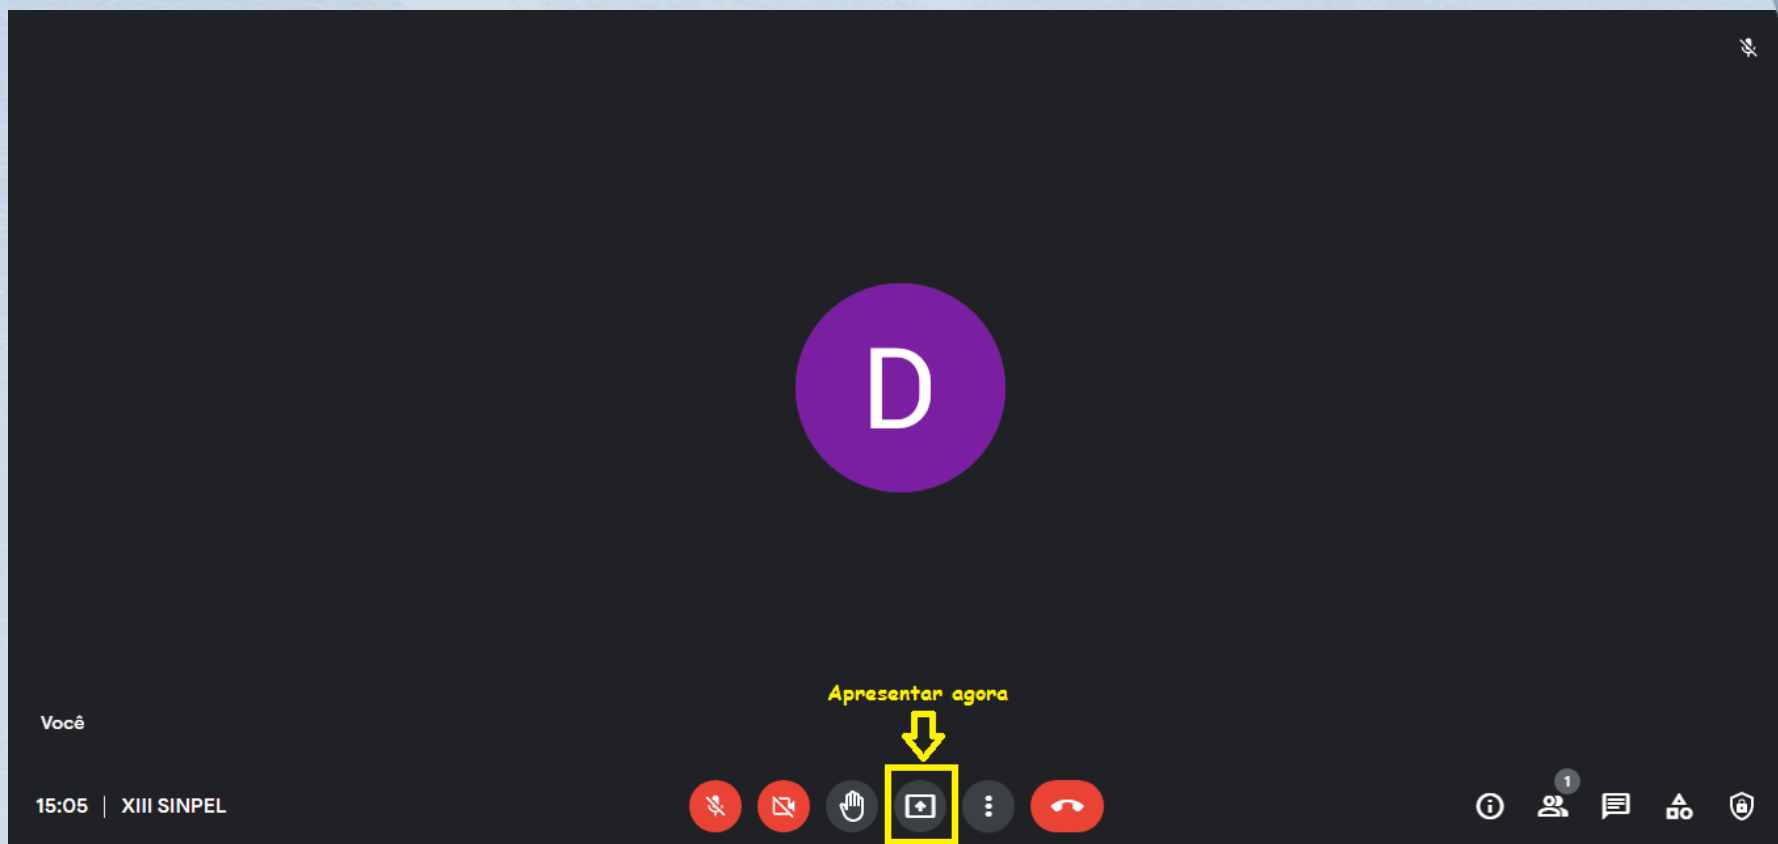 D
Apresentar agora
Você
1
15:05 | XIII SINPEL